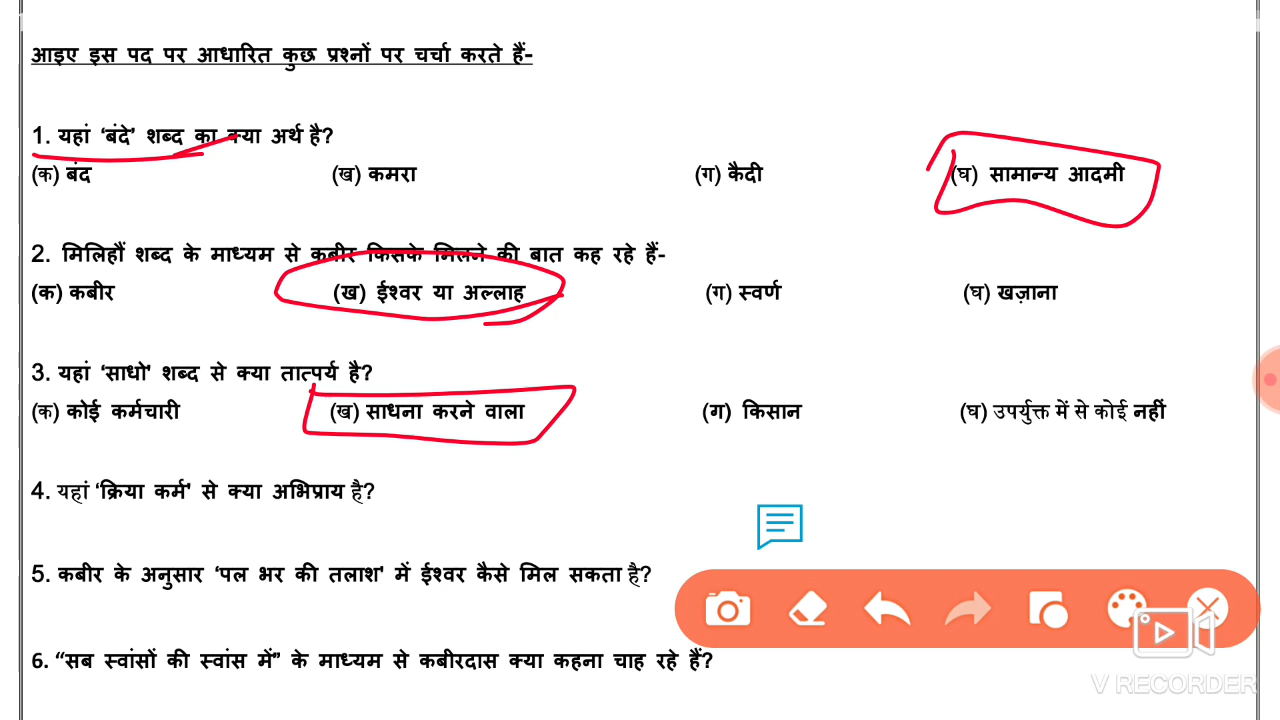 आइए इस पद पर आधारित कुछ प्रश्नों पर चर्चा करते हैं-
1. यहां 'बंदे' शब्द का क्या अर्थ है?
(क) बंद (ख) कमरा (ग) कैदी (घ) सामान्य आदमी
2. मिलिहौं शब्द के माध्यम से कबीर किसके मिलने की बात कह रहे हैं-
(क) कबीर (ख) ईश्वर या अल्लाह (ग) स्वर्ण (घ) खज़ाना
3. यहां 'साधो' शब्द से क्या तात्पर्य है?
(क) कोई कर्मचारी (ख) साधना करने वाला (ग) किसान (घ) उपर्युक्त में से कोई नहीं
4. यहां 'क्रिया कर्म' से क्या अभिप्राय है?
5. कबीर के अनुसार 'पल भर की तलाश' में ईश्वर कैसे मिल सकता है?
6. “सब स्वांसों की स्वांस में” के माध्यम से कबीरदास क्या कहना चाह रहे हैं?
V RECORDER